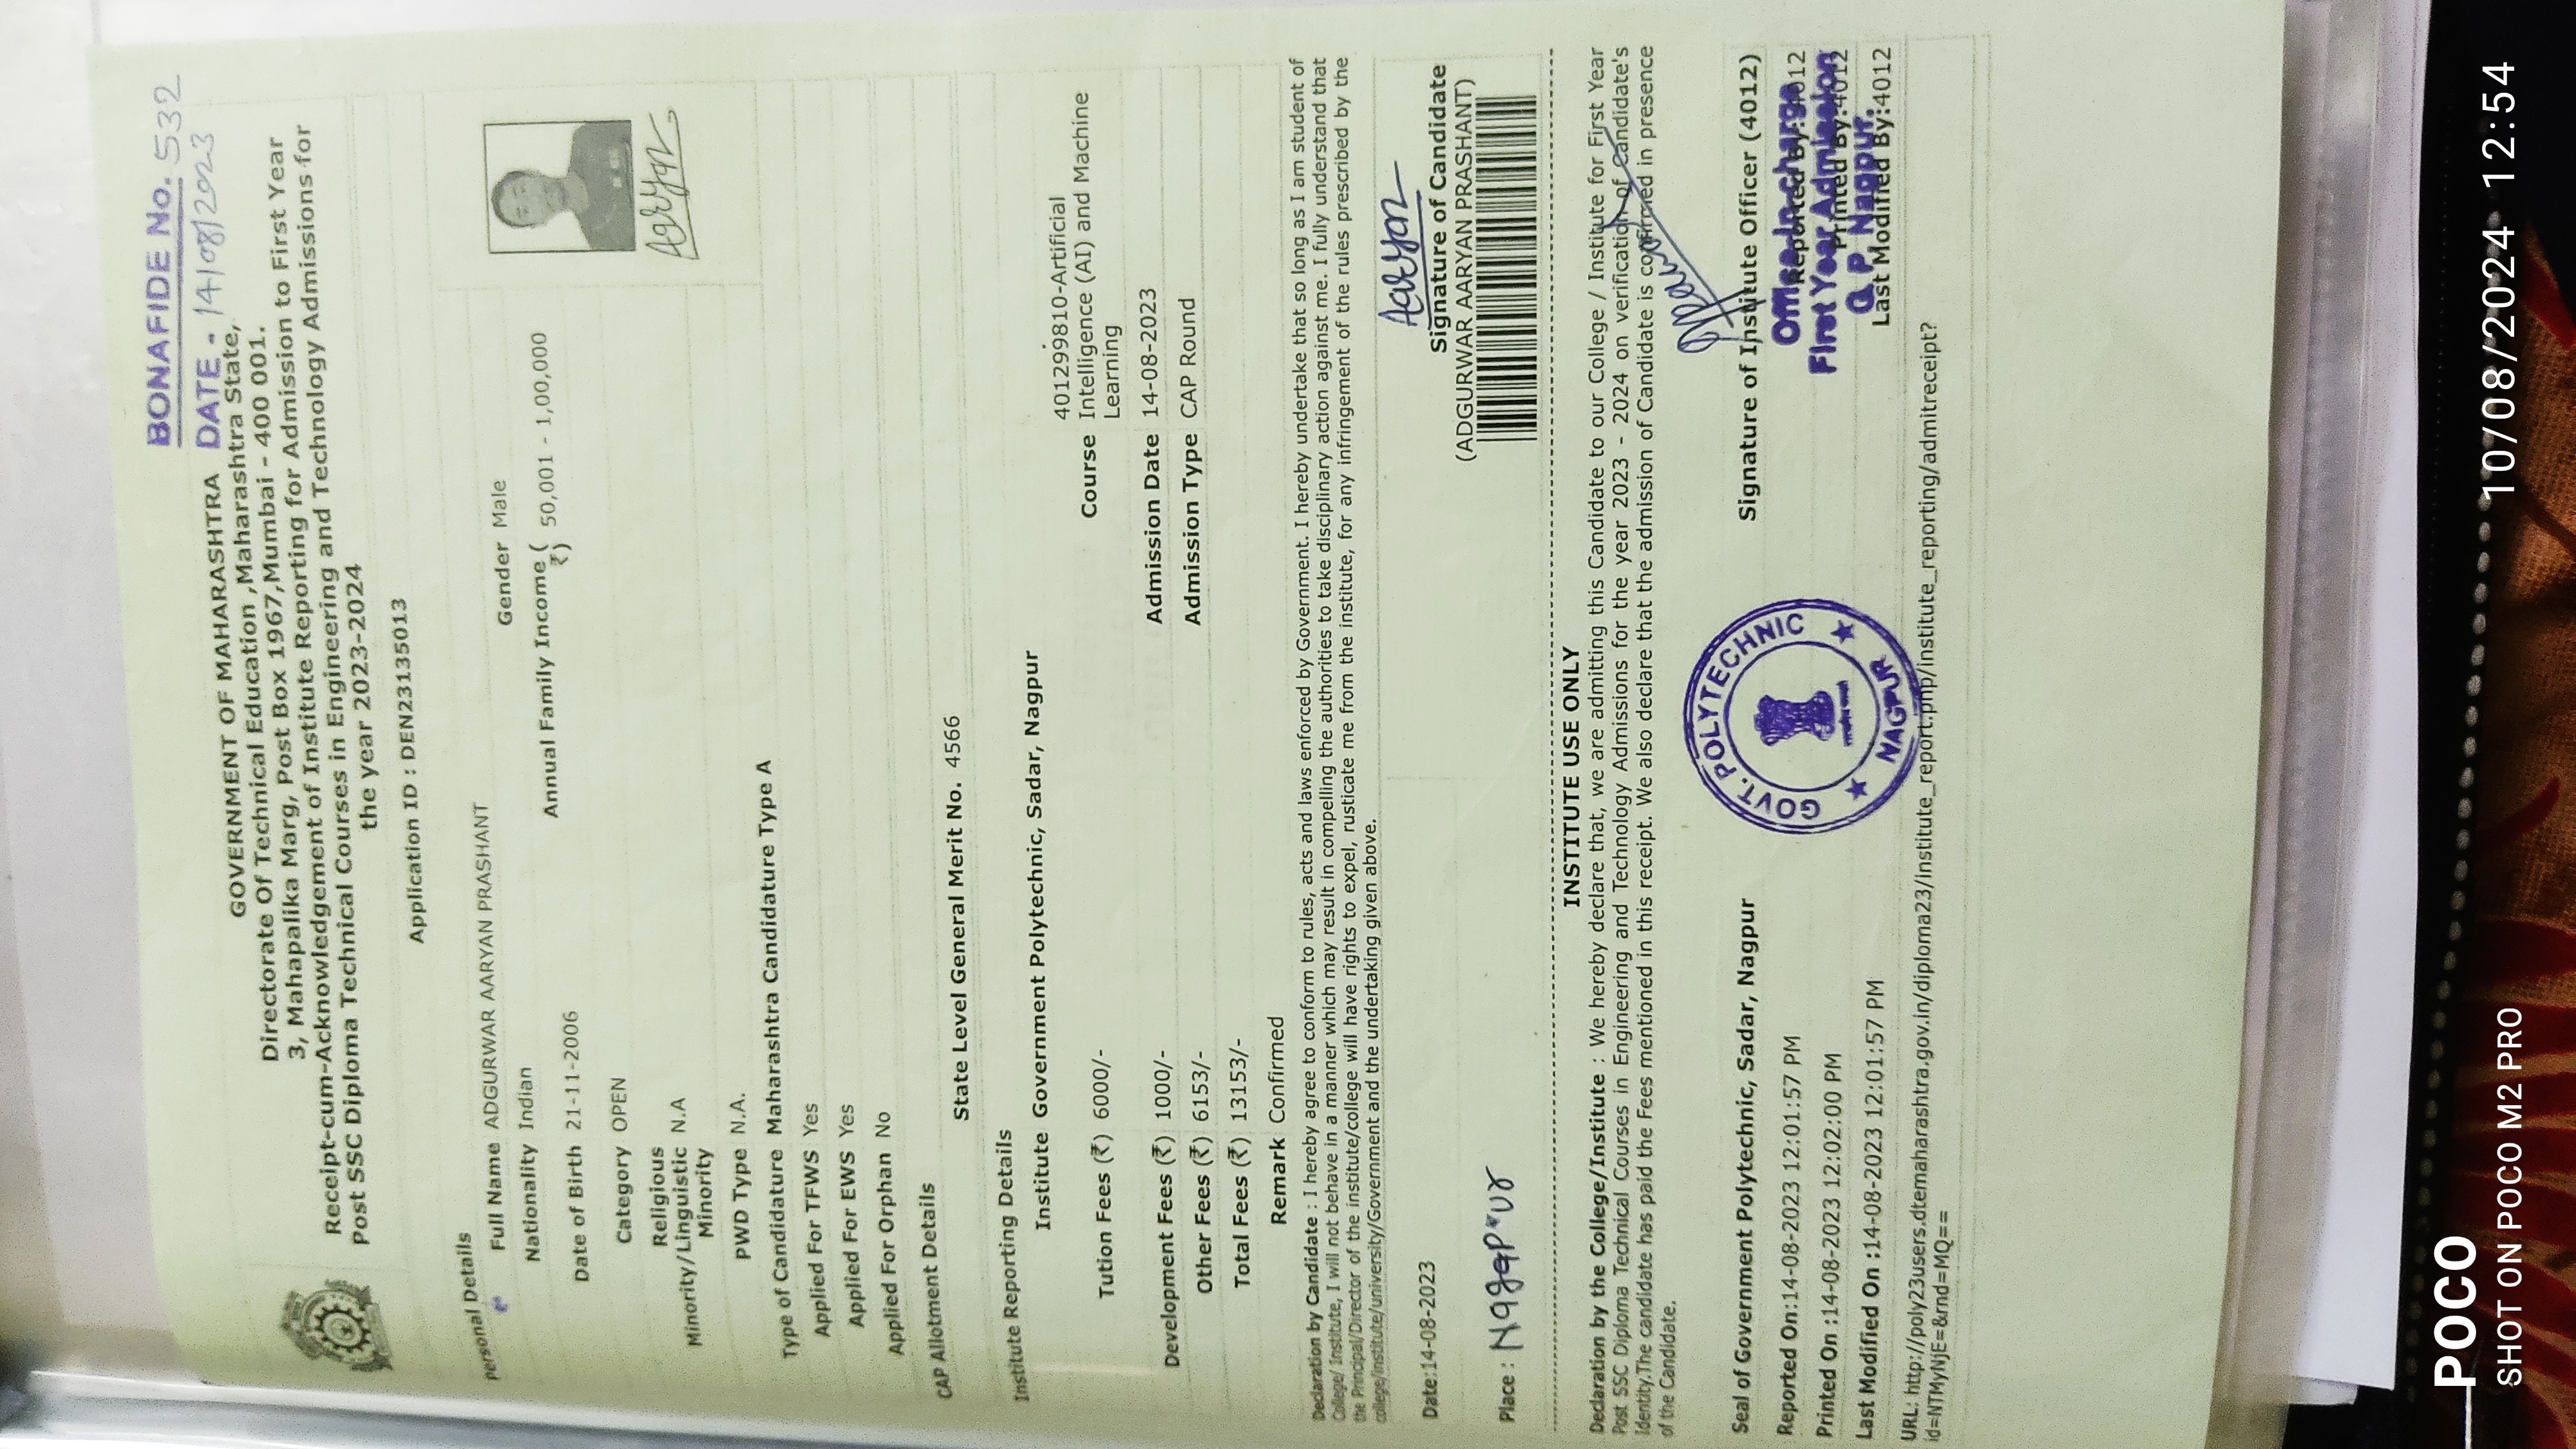 BONAFIDE No. 532
DATE - 14/08/2023
GOVERNMENT OF MAHARASHTRA
Directorate Of Technical Education ,Maharashtra State,
3, Mahapalika Marg, Post Box 1967,Mumbai - 400 001.
Receipt-cum-Acknowledgement of Institute Reporting for Admission to First Year
Post SSC Diploma Technical Courses in Engineering and Technology Admissions for
the year 2023-2024
Application ID : DEN23135013
Personal Details
Full Name ADGURWAR AARYAN PRASHANT
Gender Male
Nationality Indian
Annual Family Income (₹) 50,001 - 1,00,000
Date of Birth 21-11-2006
Category OPEN
Religious
Minority/Linguistic N.A
Minority
Aaryan
PWD Type N.A.
Type of Candidature Maharashtra Candidature Type A
Applied For TFWS Yes
Applied For EWS Yes
Applied For Orphan No
CAP Allotment Details
State Level General Merit No. 4566
Institute Reporting Details
Institute Government Polytechnic, Sadar, Nagpur
Tution Fees (₹) 6000/-
Course 401299810-Artificial
Intelligence (AI) and Machine
Learning
Development Fees (₹) 1000/-
Admission Date 14-08-2023
Other Fees (₹) 6153/-
Admission Type CAP Round
Total Fees (₹) 13153/-
Remark Confirmed
Declaration by Candidate : I hereby agree to conform to rules, acts and laws enforced by Government. I hereby undertake that so long as I am student of
College/ Institute, I will not behave in a manner which may result in compelling the authorities to take disciplinary action against me. I fully understand that
the Principal/Director of the institute/college will have rights to expel, rusticate me from the institute, for any infringement of the rules prescribed by the
college/institute/university/Government and the undertaking given above.
Aaryan
Date:14-08-2023
Signature of Candidate
(ADGURWAR AARYAN PRASHANT)
Place :
INSTITUTE USE ONLY
Declaration by the College/Institute : We hereby declare that, we are admitting this Candidate to our College / Institute for First Year
Post SSC Diploma Technical Courses in Engineering and Technology Admissions for the year 2023 - 2024 on verification of Candidate's
Identity.The candidate has paid the Fees mentioned in this receipt. We also declare that the admission of Candidate is confirmed in presence
of the Candidate.
GOVT. POLYTECHNIC
NAGPUR
Seal of Government Polytechnic, Sadar, Nagpur
Signature of Institute Officer (4012)
Office-In-charge
First Year Admission
G. P. Nagpur.
Reported On:14-08-2023 12:01:57 PM
Reported By:4012
Printed On :14-08-2023 12:02:00 PM
Printed By:4012
Last Modified On :14-08-2023 12:01:57 PM
Last Modified By:4012
URL: http://poly23users.dtemaharashtra.gov.in/diploma23/institute_report.php/institute_reporting/admitreceipt?
id=NTMyNjE=&rnd=MQ==
POCO
SHOT ON POCO M2 PRO
10/08/2024 12:54